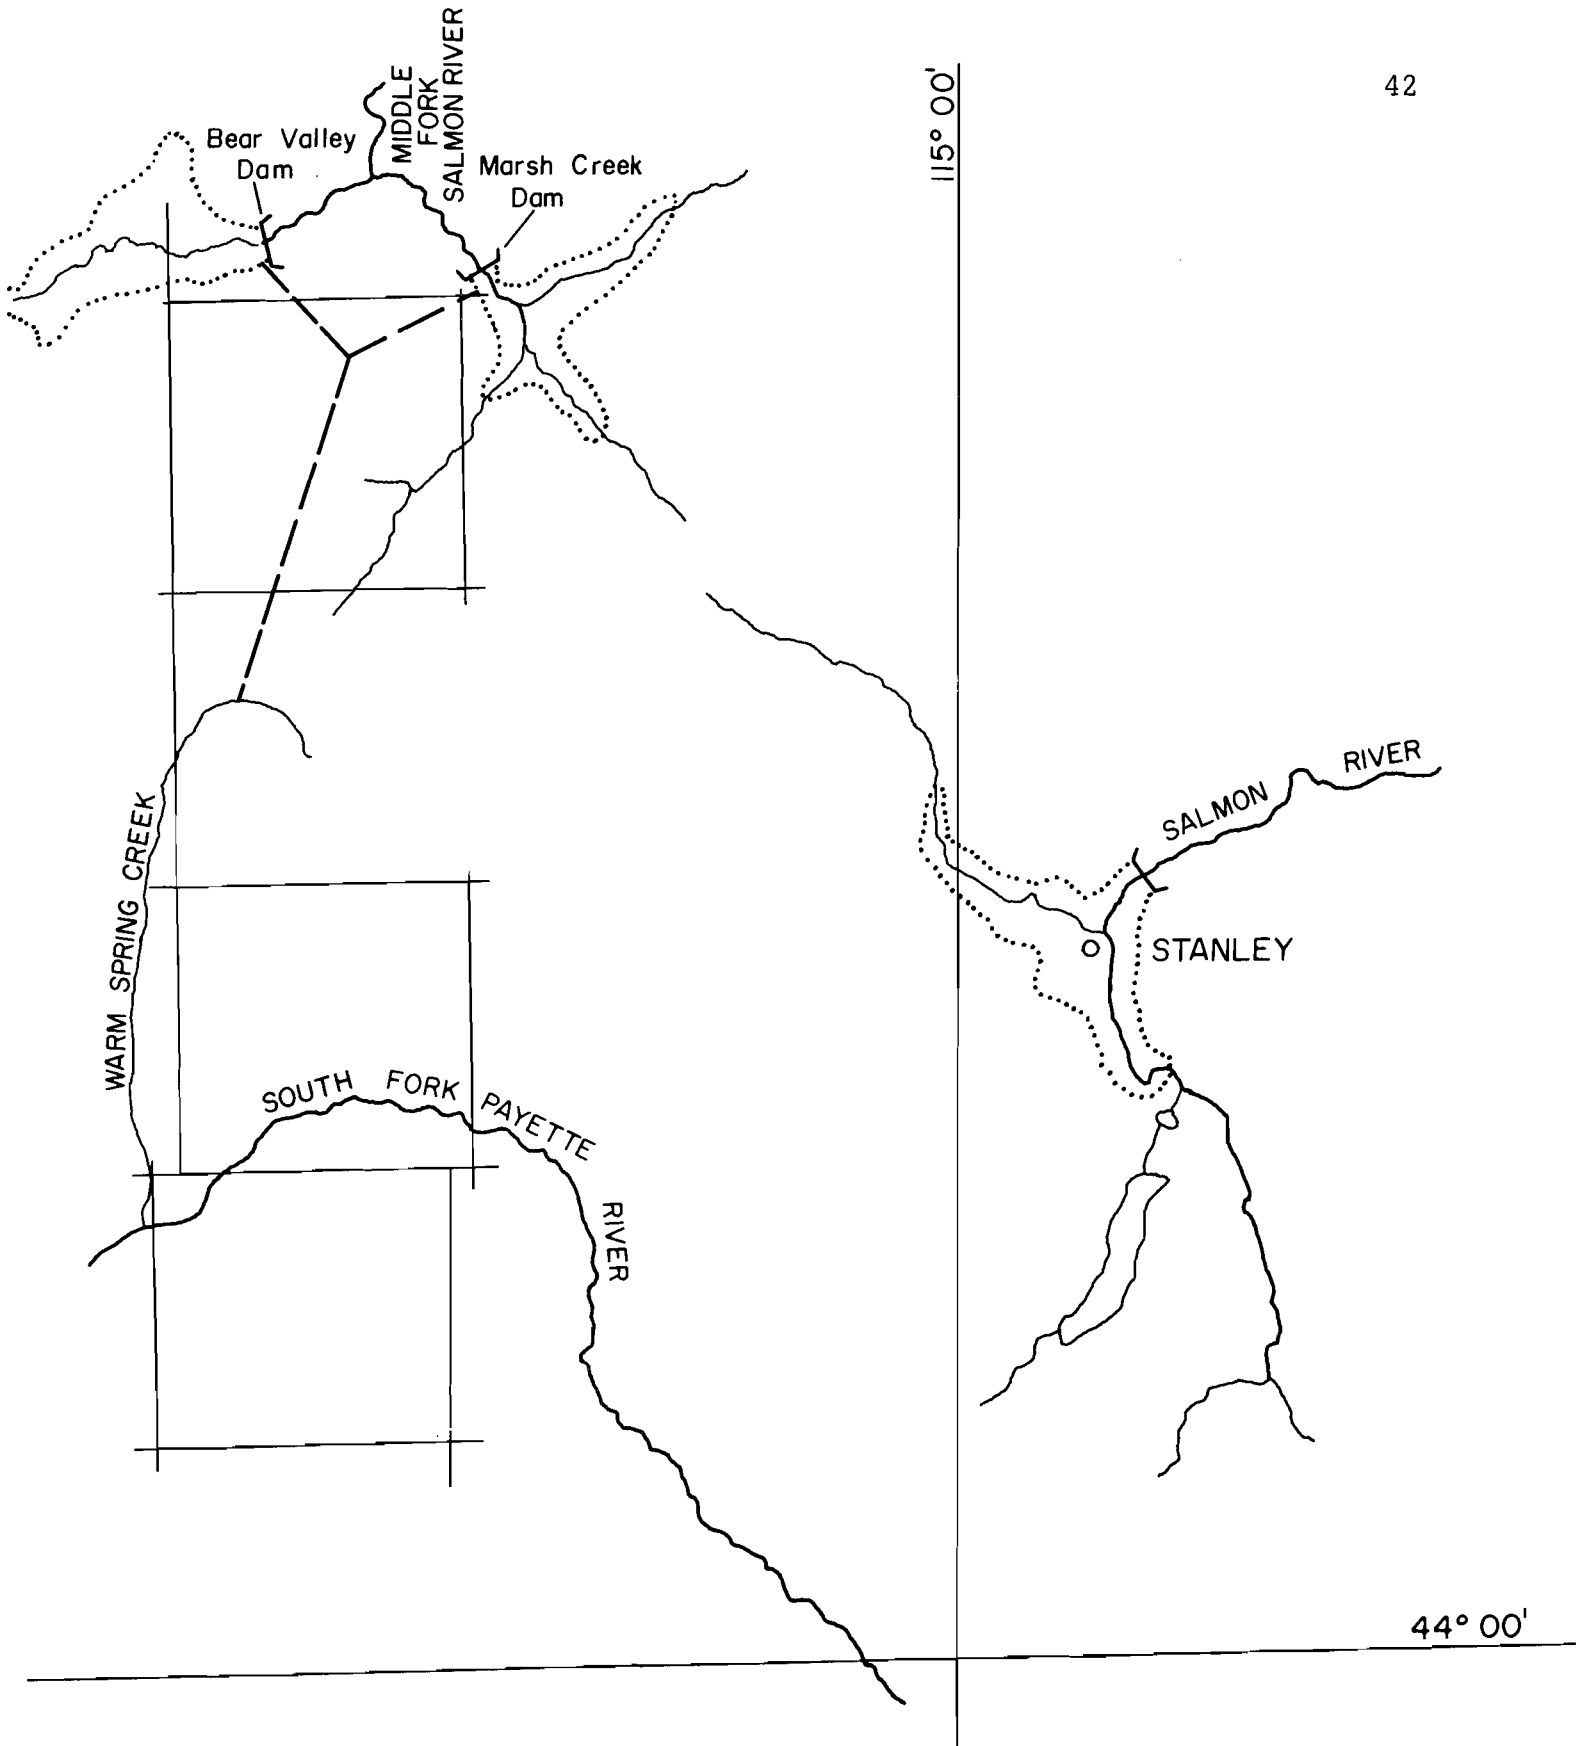 42
MIDDLE
FORK
SALMON RIVER
Bear Valley
Dam
Marsh Creek
Dam
115° 00'
SALMON RIVER
STANLEY
WARM SPRING CREEK
SOUTH FORK PAYETTE RIVER
44° 00'